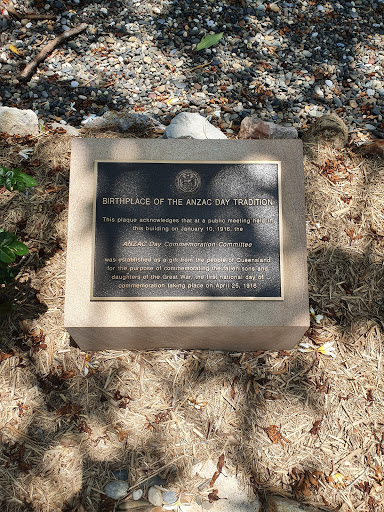 BIRTHPLACE OF THE ANZAC DAY TRADITION
This plaque acknowledges that at a public meeting held in
this building on January 10, 1916, the
ANZAC Day Commemoration Committee
was established as a gift from the people of Queensland
for the purpose of commemorating the fallen sons and
daughters of the Great War, the first national day of
commemoration taking place on April 25, 1916